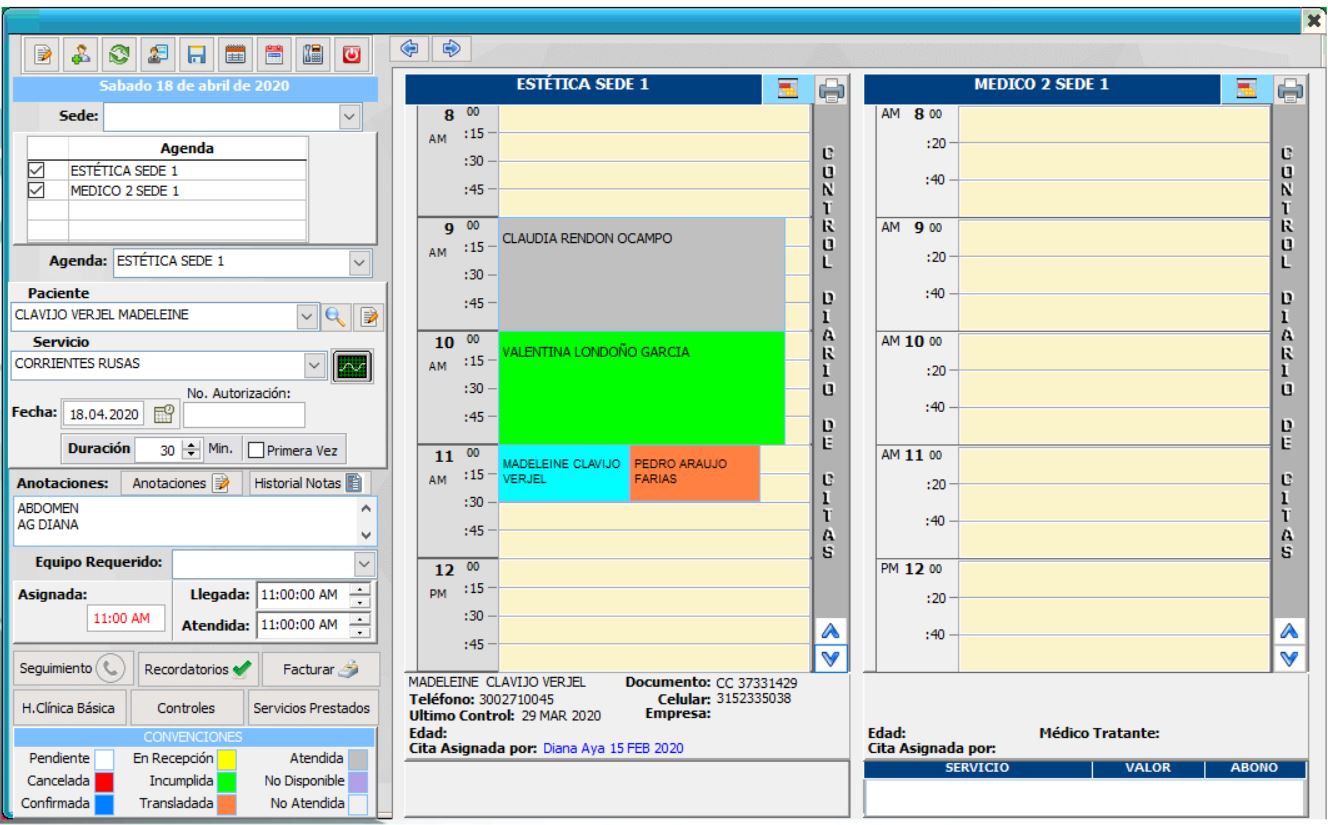 Sabado 18 de abril de 2020
Sede:
Agenda
ESTÉTICA SEDE 1
MEDICO 2 SEDE 1
Agenda: ESTÉTICA SEDE 1
Paciente
CLAVIJO VERJEL MADELEINE
Servicio
CORRIENTES RUSAS
No. Autorización:
Fecha: 18.04.2020
Duración 30 Min. Primera Vez
Anotaciones: Anotaciones Historial Notas
ABDOMEN
AG DIANA
Equipo Requerido:
Asignada: Llegada: 11:00:00 AM
11:00 AM Atendida: 11:00:00 AM
Seguimiento Recordatorios Facturar
H.Clínica Básica Controles Servicios Prestados
CONVENCIONES
Pendiente En Recepción Atendida
Cancelada Incumplida No Disponible
Confirmada Transladada No Atendida
ESTÉTICA SEDE 1
8 00
AM :15
:30
:45
9 00
CLAUDIA RENDON OCAMPO
AM :15
:30
:45
10 00
VALENTINA LONDOÑO GARCIA
AM :15
:30
:45
11 00
MADELEINE CLAVIJO VERJEL
PEDRO ARAUJO FARIAS
AM :15
:30
:45
12 00
PM :15
:30
:45
CONTROL DIARIO DE CITAS
MADELEINE CLAVIJO VERJEL Documento: CC 37331429
Teléfono: 3002710045 Celular: 3152335038
Ultimo Control: 29 MAR 2020 Empresa:
Edad:
Cita Asignada por: Diana Aya 15 FEB 2020
MEDICO 2 SEDE 1
AM 8 00
:20
:40
AM 9 00
:20
:40
AM 10 00
:20
:40
AM 11 00
:20
:40
PM 12 00
:20
:40
CONTROL DIARIO DE CITAS
Edad: Médico Tratante:
Cita Asignada por:
SERVICIO VALOR ABONO